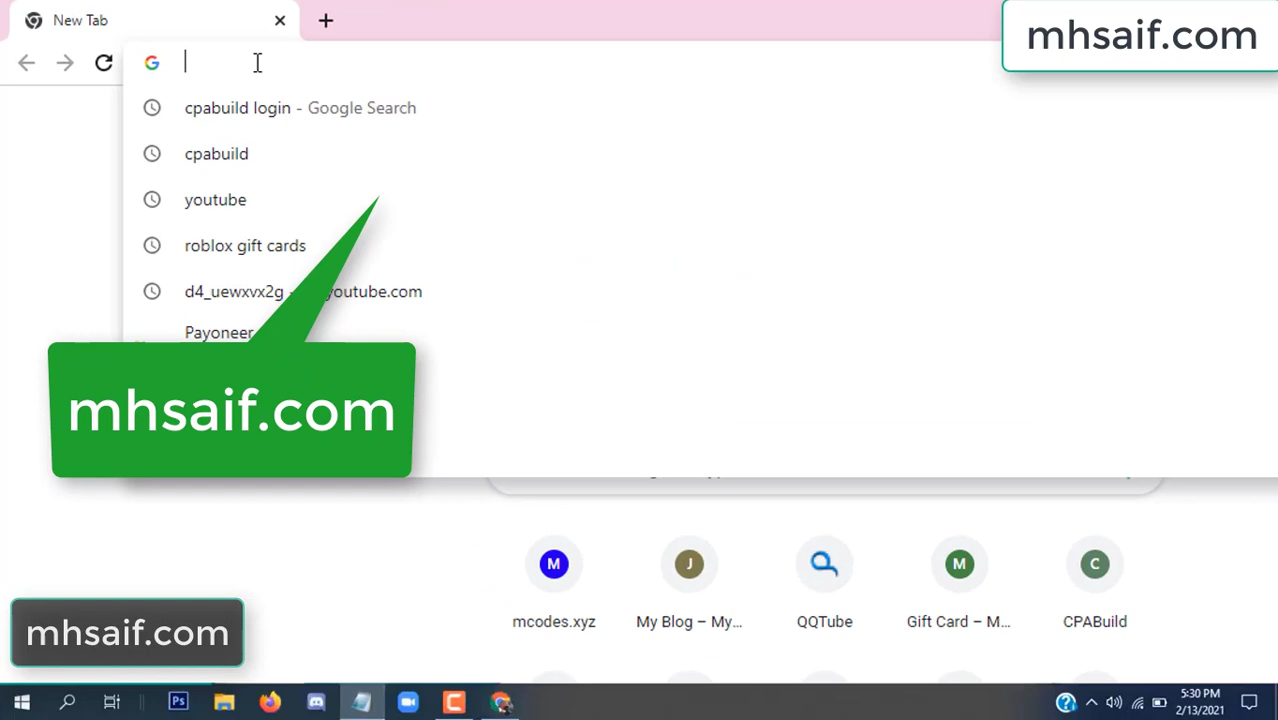 New Tab
mhsaif.com
cpabuild login - Google Search
cpabuild
youtube
roblox gift cards
d4_uewxvx2g - youtube.com
Payoneer
mhsaif.com
M
J
M
C
mcodes.xyz
My Blog – My...
QQTube
Gift Card – M...
CPABuild
mhsaif.com
Ps
5:30 PM
2/13/2021